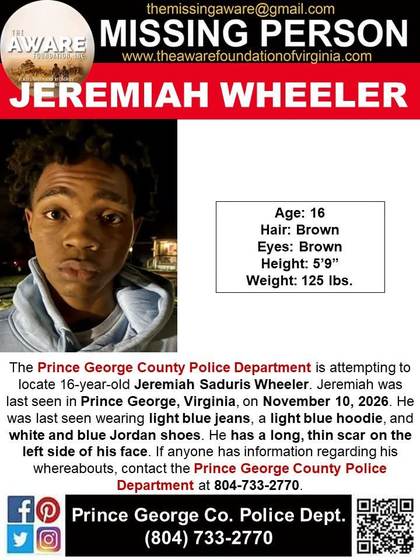 themissingaware@gmail.com
MISSING PERSON
www.theawarefoundationofvirginia.com
THE
AWARE
FOUNDATION, INC.
JEREMIAH WHEELER
Age: 16
Hair: Brown
Eyes: Brown
Height: 5’9”
Weight: 125 lbs.
The Prince George County Police Department is attempting to
locate 16-year-old Jeremiah Saduris Wheeler. Jeremiah was
last seen in Prince George, Virginia, on November 10, 2026. He
was last seen wearing light blue jeans, a light blue hoodie, and
white and blue Jordan shoes. He has a long, thin scar on the
left side of his face. If anyone has information regarding his
whereabouts, contact the Prince George County Police
Department at 804-733-2770.
Prince George Co. Police Dept.
(804) 733-2770